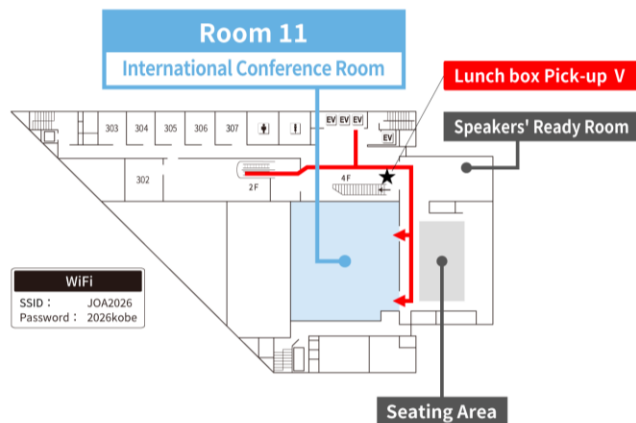 Room 11
International Conference Room
Lunch box Pick-up V
Speakers' Ready Room
303
304
305
306
307
EV
EV
EV
EV
302
2F
4F
WiFi
SSID： JOA2026
Password： 2026kobe
Seating Area